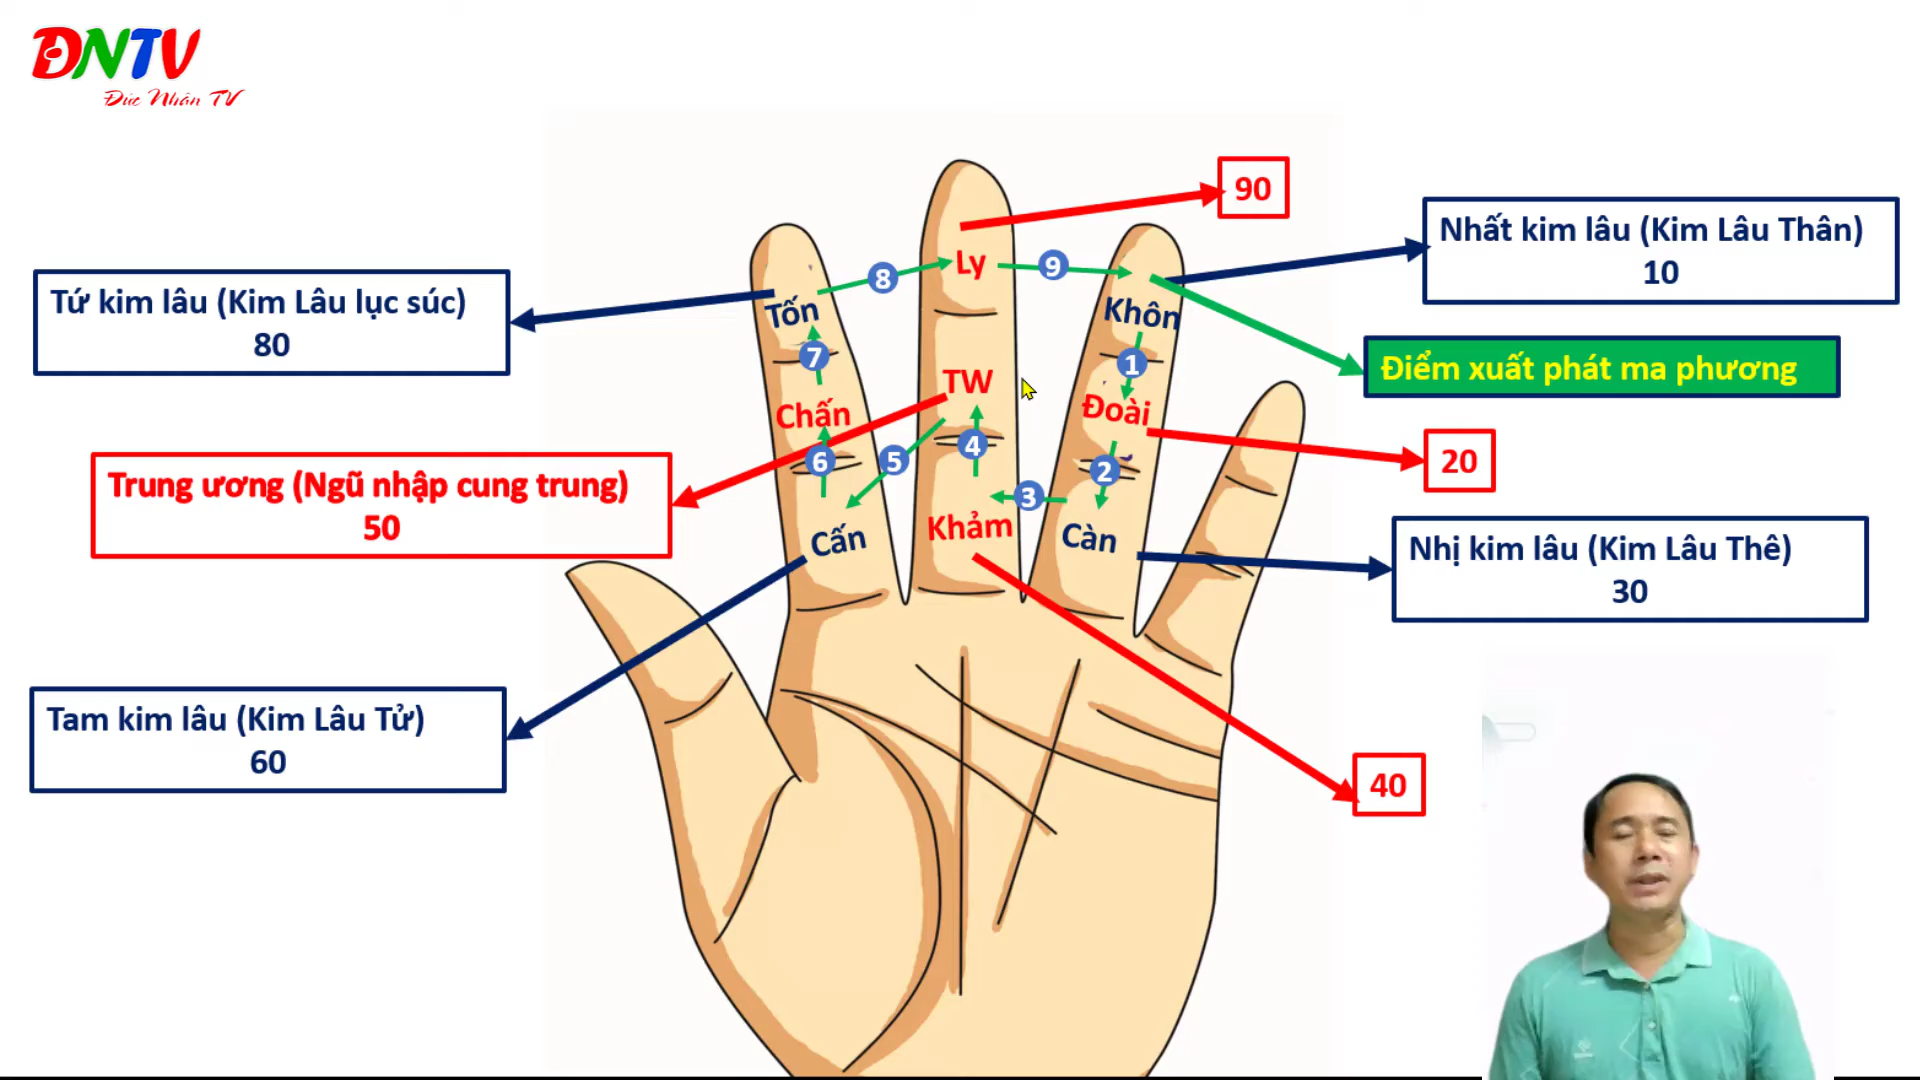 ĐNTV
Đức Nhân TV
90
Nhất kim lâu (Kim Lâu Thân)
10
Tứ kim lâu (Kim Lâu lục súc)
80
Ly
8
9
Tốn
Khôn
7
1
Điểm xuất phát ma phương
TW
Chấn
Đoài
20
6
5
4
2
3
Trung ương (Ngũ nhập cung trung)
50
Cấn
Khảm
Càn
Nhị kim lâu (Kim Lâu Thê)
30
Tam kim lâu (Kim Lâu Tử)
60
40